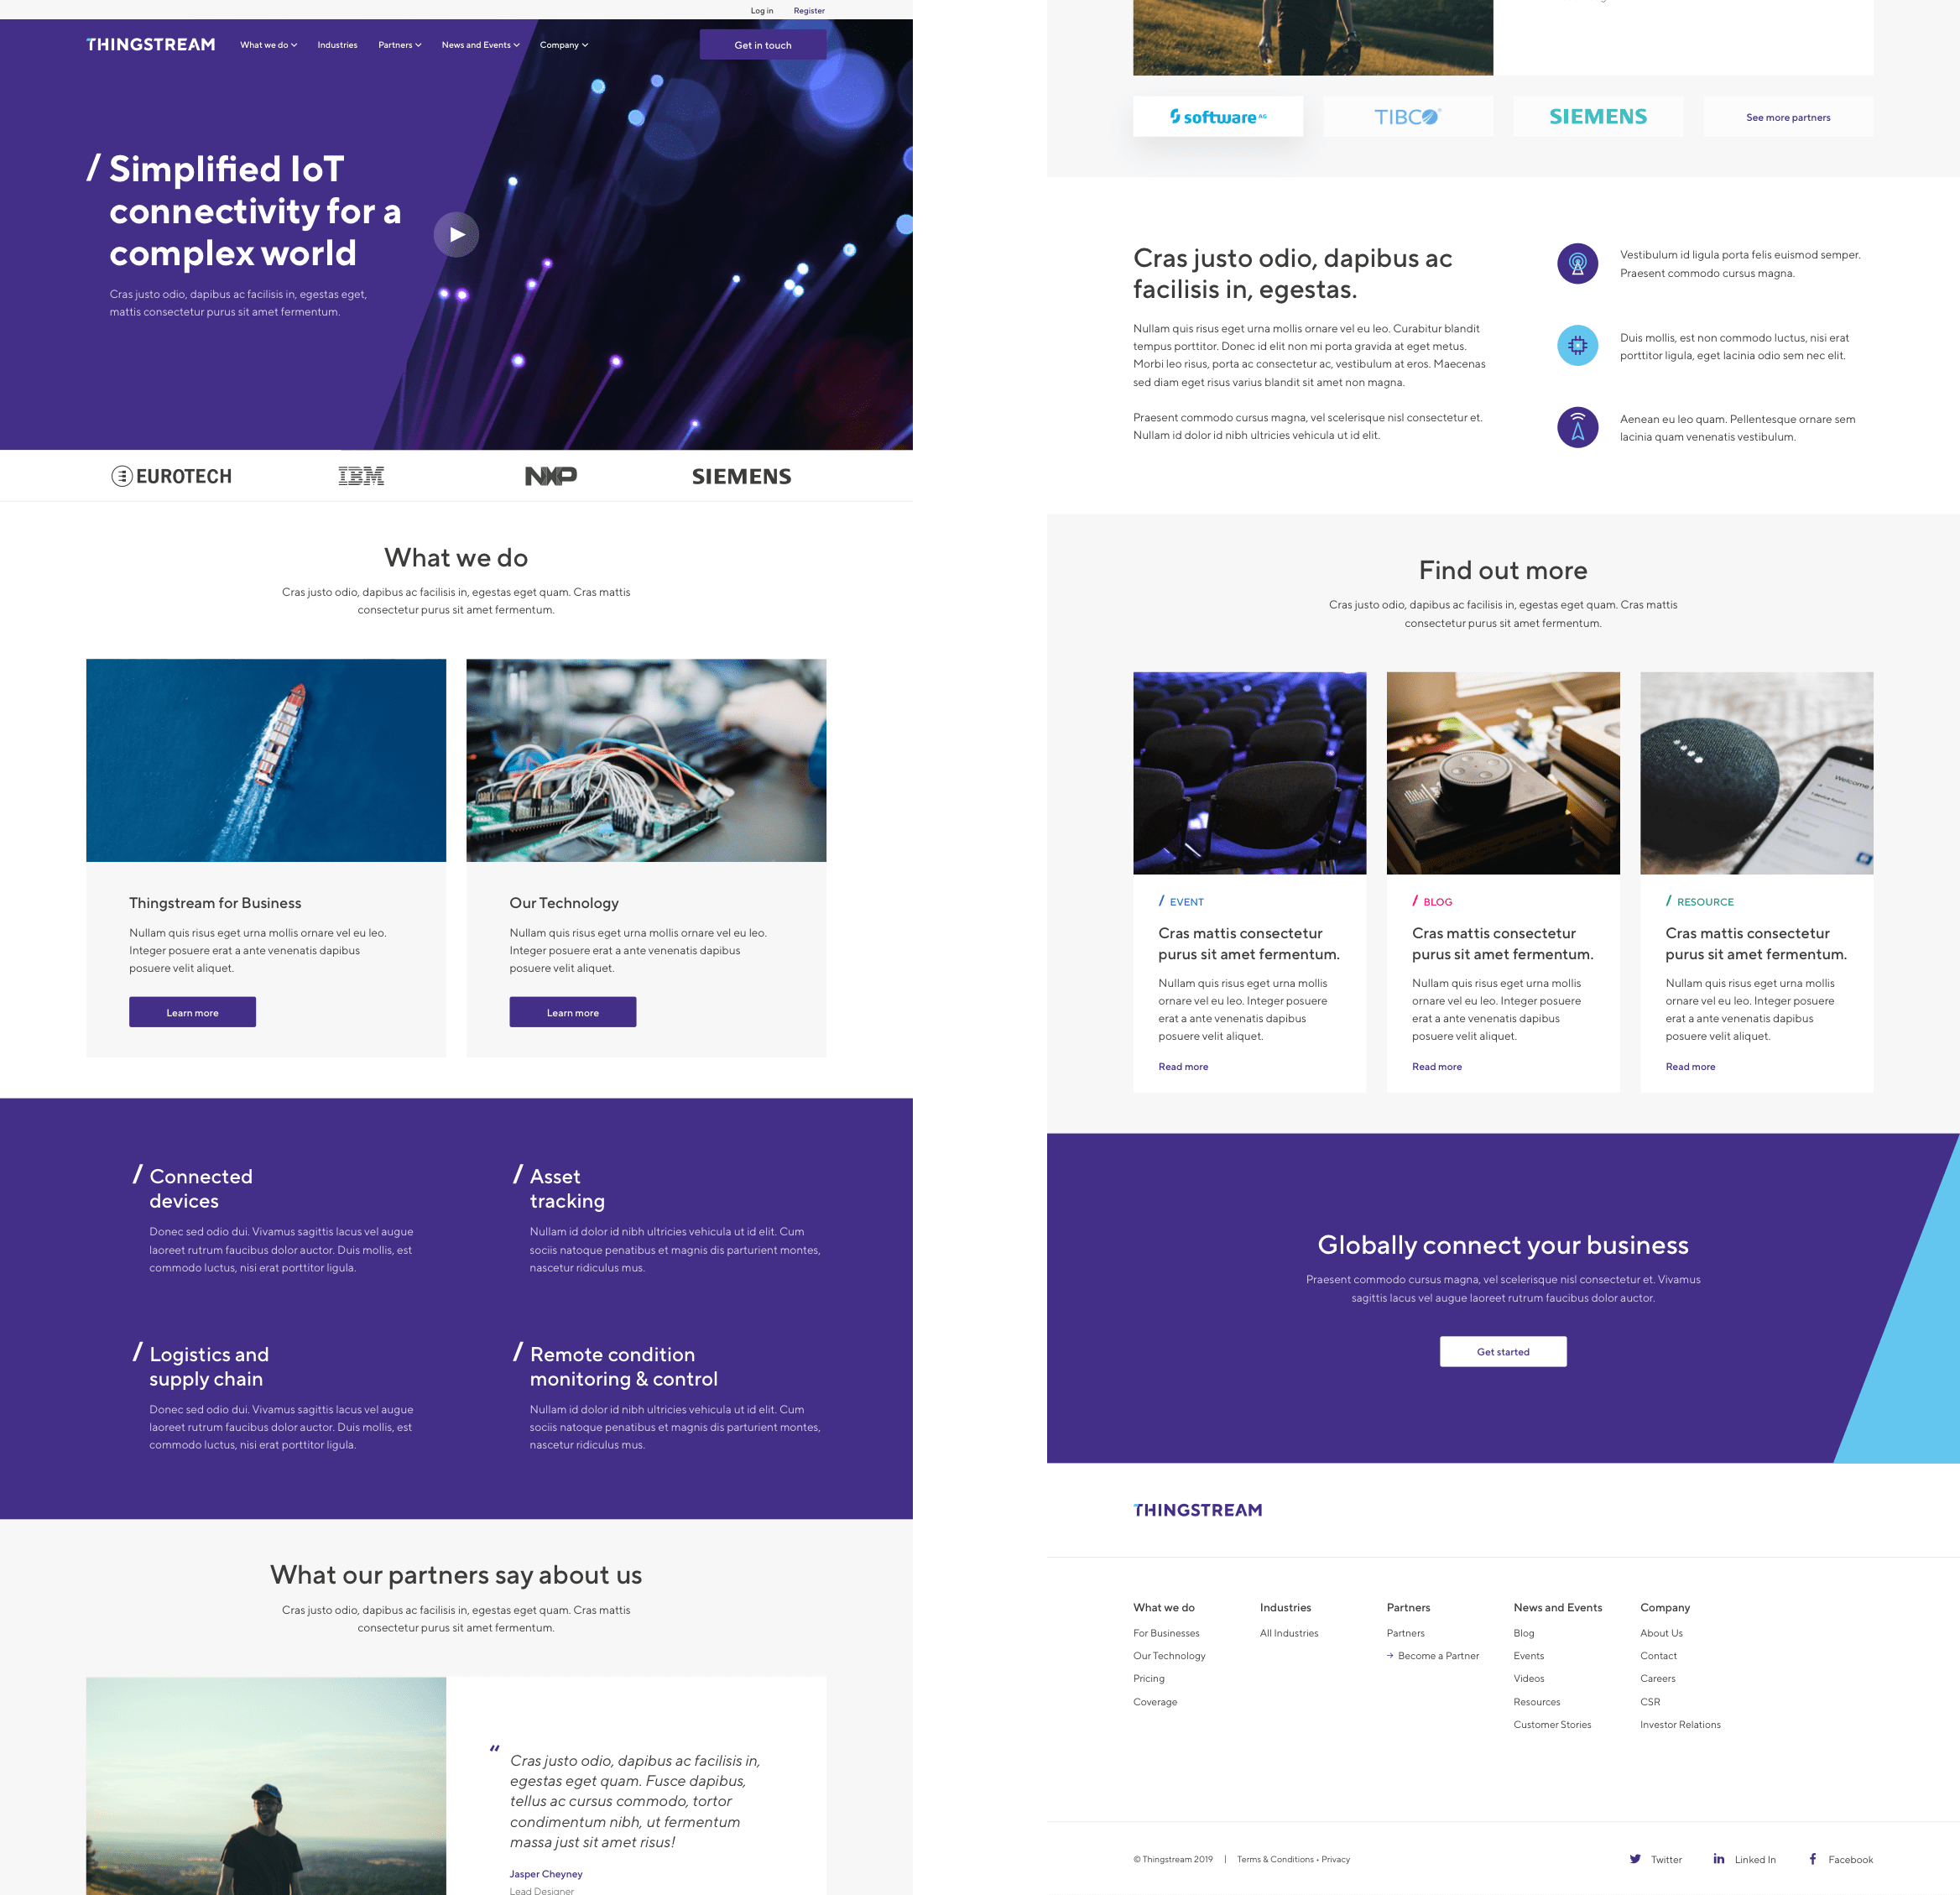 Log in Register
THINGSTREAM What we do Industries Partners News and Events Company Get in touch
/ Simplified IoT
connectivity for a
complex world
Cras justo odio, dapibus ac facilisis in, egestas eget,
mattis consectetur purus sit amet fermentum.
EUROTECH IBM NXP SIEMENS
What we do
Cras justo odio, dapibus ac facilisis in, egestas eget quam. Cras mattis
consectetur purus sit amet fermentum.
Thingstream for Business
Nullam quis risus eget urna mollis ornare vel eu leo.
Integer posuere erat a ante venenatis dapibus
posuere velit aliquet.
Learn more
Our Technology
Nullam quis risus eget urna mollis ornare vel eu leo.
Integer posuere erat a ante venenatis dapibus
posuere velit aliquet.
Learn more
/ Connected
devices
Donec sed odio dui. Vivamus sagittis lacus vel augue
laoreet rutrum faucibus dolor auctor. Duis mollis, est
commodo luctus, nisi erat porttitor ligula.
/ Asset
tracking
Nullam id dolor id nibh ultricies vehicula ut id elit. Cum
sociis natoque penatibus et magnis dis parturient montes,
nascetur ridiculus mus.
/ Logistics and
supply chain
Donec sed odio dui. Vivamus sagittis lacus vel augue
laoreet rutrum faucibus dolor auctor. Duis mollis, est
commodo luctus, nisi erat porttitor ligula.
/ Remote condition
monitoring & control
Nullam id dolor id nibh ultricies vehicula ut id elit. Cum
sociis natoque penatibus et magnis dis parturient montes,
nascetur ridiculus mus.
What our partners say about us
Cras justo odio, dapibus ac facilisis in, egestas eget quam. Cras mattis
consectetur purus sit amet fermentum.
“ Cras justo odio, dapibus ac facilisis in,
egestas eget quam. Fusce dapibus,
tellus ac cursus commodo, tortor
condimentum nibh, ut fermentum
massa just sit amet risus!
Jasper Cheyney
Lead Designer
software AG TIBCO® SIEMENS See more partners
Cras justo odio, dapibus ac
facilisis in, egestas.
Nullam quis risus eget urna mollis ornare vel eu leo. Curabitur blandit
tempus porttitor. Donec id elit non mi porta gravida at eget metus.
Morbi leo risus, porta ac consectetur ac, vestibulum at eros. Maecenas
sed diam eget risus varius blandit sit amet non magna.
Praesent commodo cursus magna, vel scelerisque nisl consectetur et.
Nullam id dolor id nibh ultricies vehicula ut id elit.
Vestibulum id ligula porta felis euismod semper.
Praesent commodo cursus magna.
Duis mollis, est non commodo luctus, nisi erat
porttitor ligula, eget lacinia odio sem nec elit.
Aenean eu leo quam. Pellentesque ornare sem
lacinia quam venenatis vestibulum.
Find out more
Cras justo odio, dapibus ac facilisis in, egestas eget quam. Cras mattis
consectetur purus sit amet fermentum.
/ EVENT
Cras mattis consectetur
purus sit amet fermentum.
Nullam quis risus eget urna mollis
ornare vel eu leo. Integer posuere
erat a ante venenatis dapibus
posuere velit aliquet.
Read more
/ BLOG
Cras mattis consectetur
purus sit amet fermentum.
Nullam quis risus eget urna mollis
ornare vel eu leo. Integer posuere
erat a ante venenatis dapibus
posuere velit aliquet.
Read more
Welcome
/ RESOURCE
Cras mattis consectetur
purus sit amet fermentum.
Nullam quis risus eget urna mollis
ornare vel eu leo. Integer posuere
erat a ante venenatis dapibus
posuere velit aliquet.
Read more
Globally connect your business
Praesent commodo cursus magna, vel scelerisque nisl consectetur et. Vivamus
sagittis lacus vel augue laoreet rutrum faucibus dolor auctor.
Get started
THINGSTREAM
What we do
For Businesses
Our Technology
Pricing
Coverage
Industries
All Industries
Partners
Partners
→ Become a Partner
News and Events
Blog
Events
Videos
Resources
Customer Stories
Company
About Us
Contact
Careers
CSR
Investor Relations
© Thingstream 2019 | Terms & Conditions • Privacy
Twitter Linked In Facebook